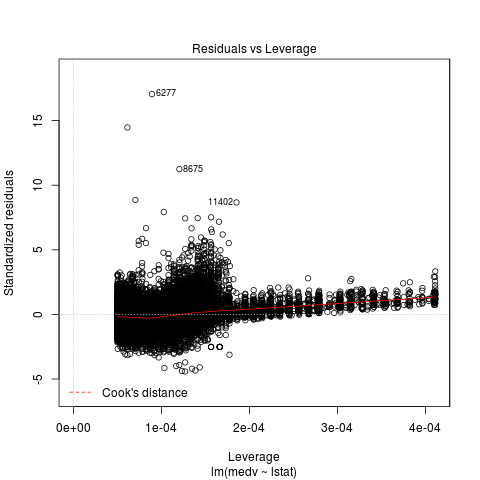 Residuals vs Leverage
Standardized residuals
15
10
5
0
-5
6277
8675
11402
Cook's distance
0e+00
1e-04
2e-04
3e-04
4e-04
Leverage
lm(medv ~ lstat)